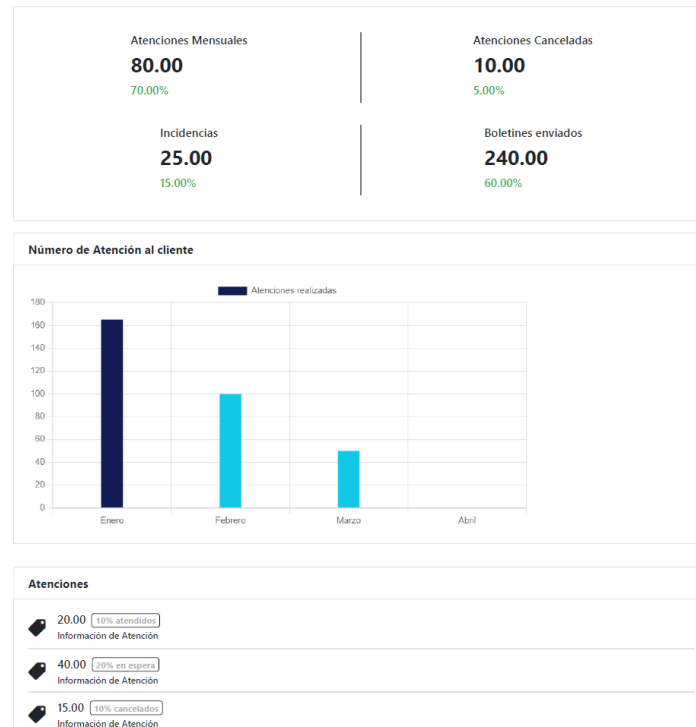 Atenciones Mensuales
80.00
70.00%
Atenciones Canceladas
10.00
5.00%
Incidencias
25.00
15.00%
Boletines enviados
240.00
60.00%
Número de Atención al cliente
Atenciones realizadas
180
160
140
120
100
80
60
40
20
0
Enero
Febrero
Marzo
Abril
Atenciones
20.00 10% atendidos
Información de Atención
40.00 20% en espera
Información de Atención
15.00 10% cancelados
Información de Atención